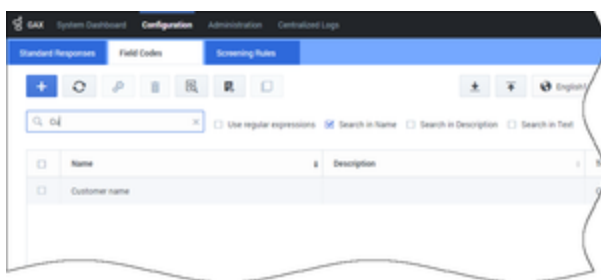 GAX System Dashboard Configuration Administration Centralized Logs
Standard Responses Field Codes Screening Rules
English
Cu
Use regular expressions Search in Name Search in Description Search in Text
Name Description
Customer name